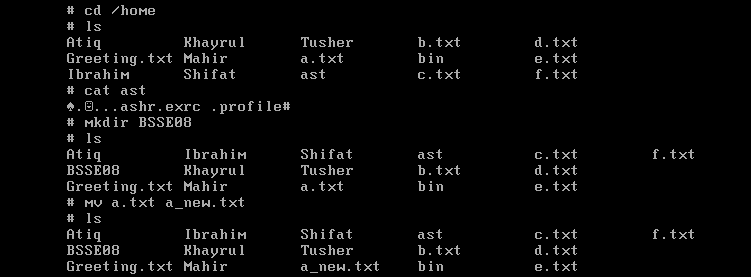 # cd /home
# ls
Atiq Khayrul Tusher b.txt d.txt
Greeting.txt Mahir a.txt bin e.txt
Ibrahim Shifat ast c.txt f.txt
# cat ast
♠.☺...ashr.exrc .profile#
# mkdir BSSE08
# ls
Atiq Ibrahim Shifat ast c.txt f.txt
BSSE08 Khayrul Tusher b.txt d.txt
Greeting.txt Mahir a.txt bin e.txt
# mv a.txt a_new.txt
# ls
Atiq Ibrahim Shifat ast c.txt f.txt
BSSE08 Khayrul Tusher b.txt d.txt
Greeting.txt Mahir a_new.txt bin e.txt